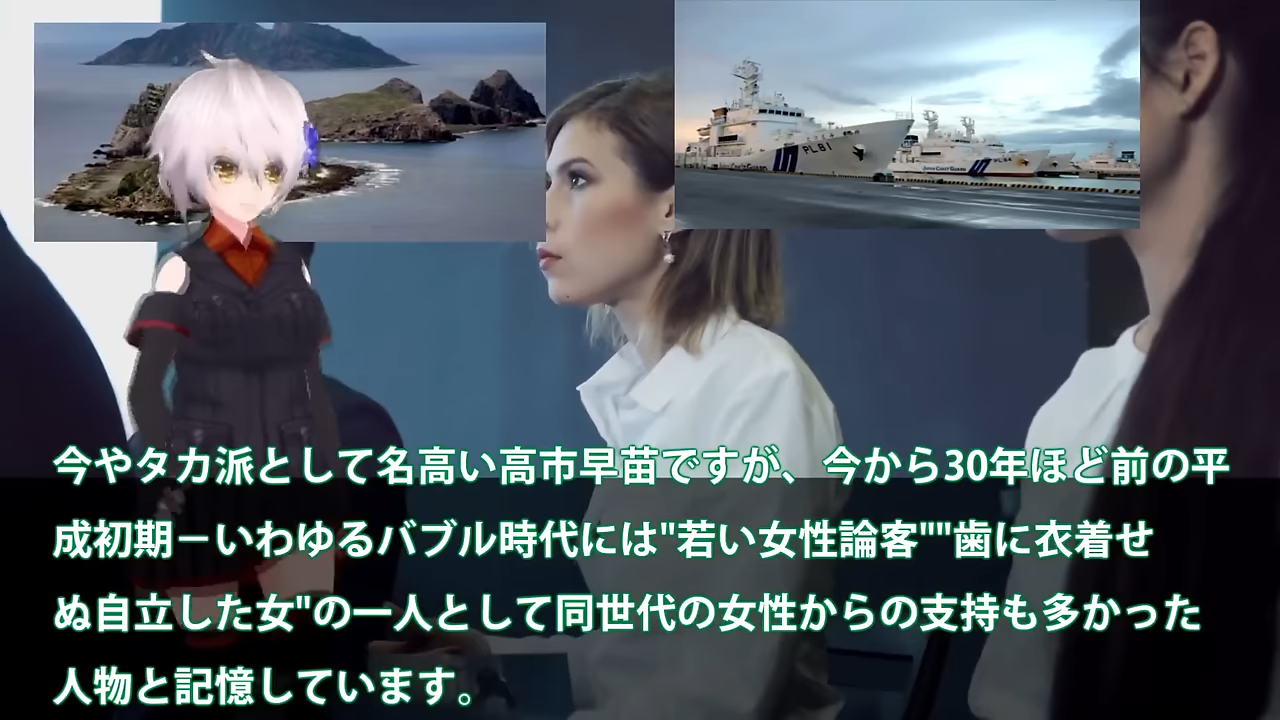 PL81
JAPAN COAST GUARD
今やタカ派として名高い高市早苗ですが、今から30年ほど前の平
成初期－いわゆるバブル時代には"若い女性論客""歯に衣着せ
ぬ自立した女"の一人として同世代の女性からの支持も多かった
人物と記憶しています。